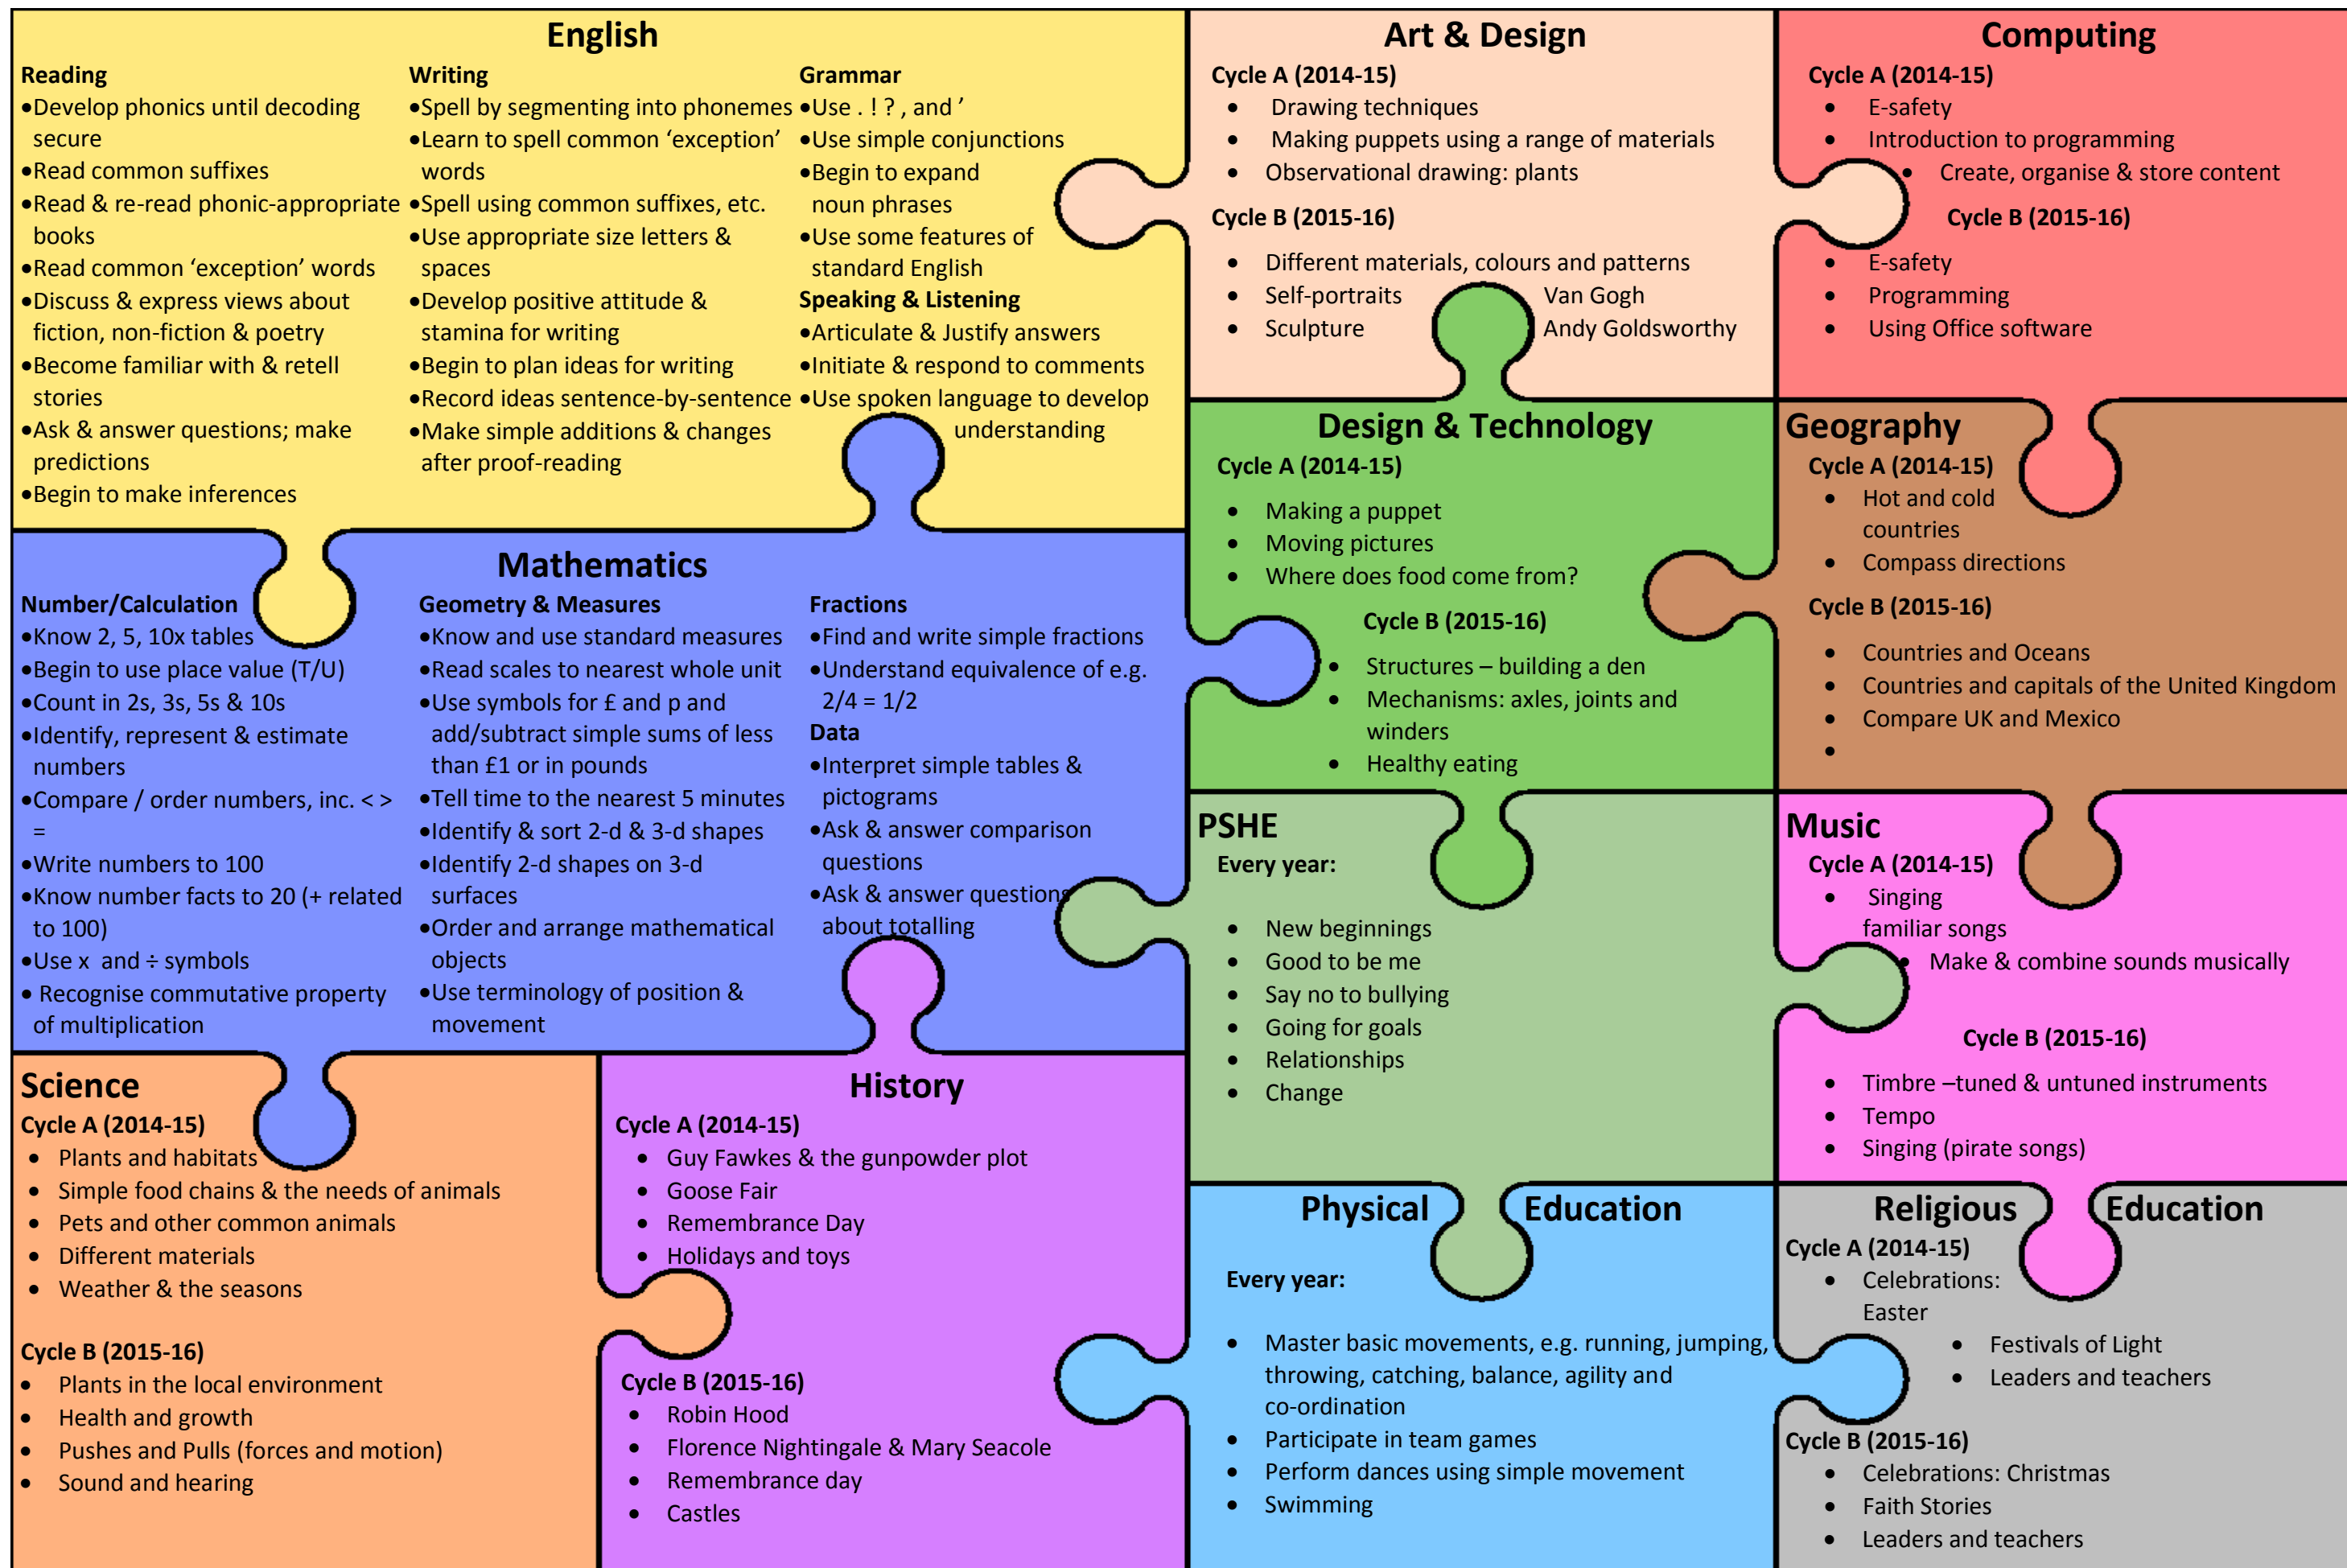 English
Reading
•Develop phonics until decoding
secure
•Read common suffixes
•Read & re-read phonic-appropriate
books
•Read common ‘exception’ words
•Discuss & express views about
fiction, non-fiction & poetry
•Become familiar with & retell
stories
•Ask & answer questions; make
predictions
•Begin to make inferences
Writing
•Spell by segmenting into phonemes
•Learn to spell common ‘exception’
words
•Spell using common suffixes, etc.
•Use appropriate size letters &
spaces
•Develop positive attitude &
stamina for writing
•Begin to plan ideas for writing
•Record ideas sentence-by-sentence
•Make simple additions & changes
after proof-reading
Grammar
•Use . ! ? , and ’
•Use simple conjunctions
•Begin to expand
noun phrases
•Use some features of
standard English
Speaking & Listening
•Articulate & Justify answers
•Initiate & respond to comments
•Use spoken language to develop
understanding
Art & Design
Cycle A (2014-15)
• Drawing techniques
• Making puppets using a range of materials
• Observational drawing: plants
Cycle B (2015-16)
• Different materials, colours and patterns
• Self-portraits Van Gogh
• Sculpture Andy Goldsworthy
Computing
Cycle A (2014-15)
• E-safety
• Introduction to programming
• Create, organise & store content
Cycle B (2015-16)
• E-safety
• Programming
• Using Office software
Mathematics
Number/Calculation
•Know 2, 5, 10x tables
•Begin to use place value (T/U)
•Count in 2s, 3s, 5s & 10s
•Identify, represent & estimate
numbers
•Compare / order numbers, inc. < >
=
•Write numbers to 100
•Know number facts to 20 (+ related
to 100)
•Use x and ÷ symbols
• Recognise commutative property
of multiplication
Geometry & Measures
•Know and use standard measures
•Read scales to nearest whole unit
•Use symbols for £ and p and
add/subtract simple sums of less
than £1 or in pounds
•Tell time to the nearest 5 minutes
•Identify & sort 2-d & 3-d shapes
•Identify 2-d shapes on 3-d
surfaces
•Order and arrange mathematical
objects
•Use terminology of position &
movement
Fractions
•Find and write simple fractions
•Understand equivalence of e.g.
2/4 = 1/2
Data
•Interpret simple tables &
pictograms
•Ask & answer comparison
questions
•Ask & answer questions
about totalling
Design & Technology
Cycle A (2014-15)
• Making a puppet
• Moving pictures
• Where does food come from?
Cycle B (2015-16)
• Structures – building a den
• Mechanisms: axles, joints and
winders
• Healthy eating
Geography
Cycle A (2014-15)
• Hot and cold
countries
• Compass directions
Cycle B (2015-16)
• Countries and Oceans
• Countries and capitals of the United Kingdom
• Compare UK and Mexico
•
PSHE
Every year:
• New beginnings
• Good to be me
• Say no to bullying
• Going for goals
• Relationships
• Change
Music
Cycle A (2014-15)
• Singing
familiar songs
• Make & combine sounds musically
Cycle B (2015-16)
• Timbre –tuned & untuned instruments
• Tempo
• Singing (pirate songs)
Science
Cycle A (2014-15)
• Plants and habitats
• Simple food chains & the needs of animals
• Pets and other common animals
• Different materials
• Weather & the seasons
Cycle B (2015-16)
• Plants in the local environment
• Health and growth
• Pushes and Pulls (forces and motion)
• Sound and hearing
History
Cycle A (2014-15)
• Guy Fawkes & the gunpowder plot
• Goose Fair
• Remembrance Day
• Holidays and toys
Cycle B (2015-16)
• Robin Hood
• Florence Nightingale & Mary Seacole
• Remembrance day
• Castles
Physical Education
Every year:
• Master basic movements, e.g. running, jumping,
throwing, catching, balance, agility and
co-ordination
• Participate in team games
• Perform dances using simple movement
• Swimming
Religious Education
Cycle A (2014-15)
• Celebrations:
Easter
• Festivals of Light
• Leaders and teachers
Cycle B (2015-16)
• Celebrations: Christmas
• Faith Stories
• Leaders and teachers